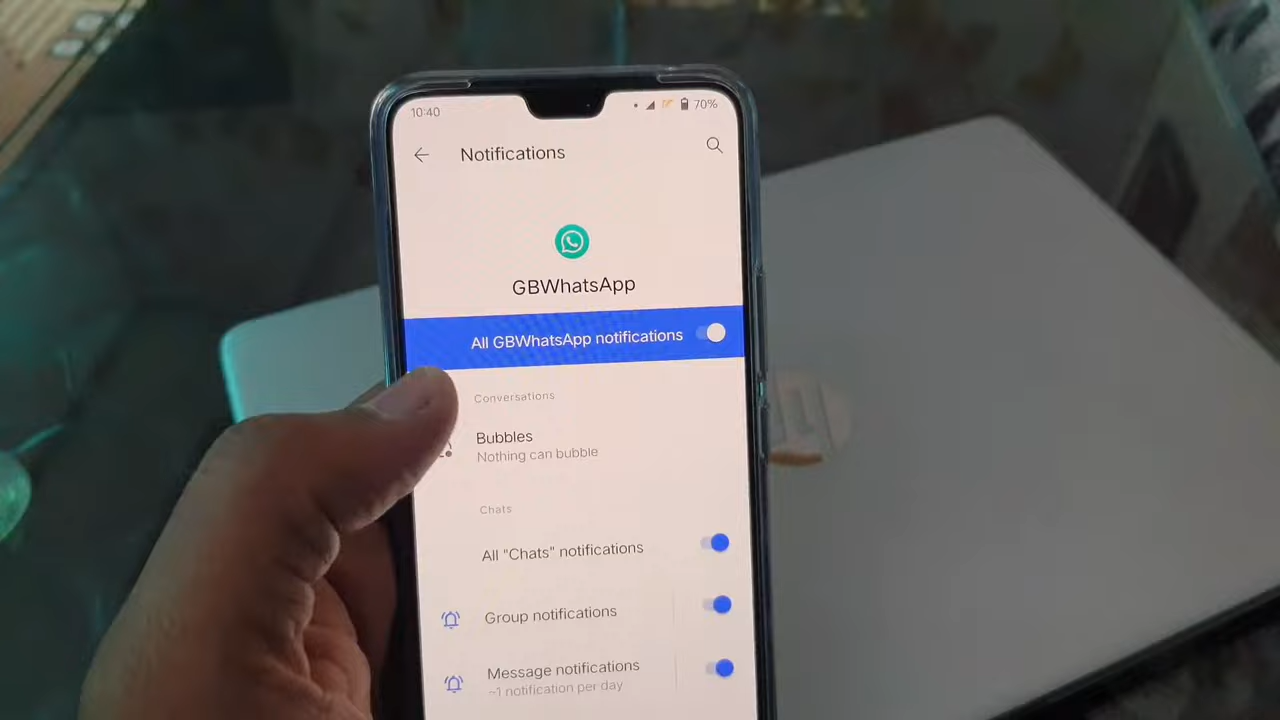 10:40
70%
Notifications
GBWhatsApp
All GBWhatsApp notifications
Conversations
Bubbles
Nothing can bubble
Chats
All "Chats" notifications
Group notifications
Message notifications
~1 notification per day